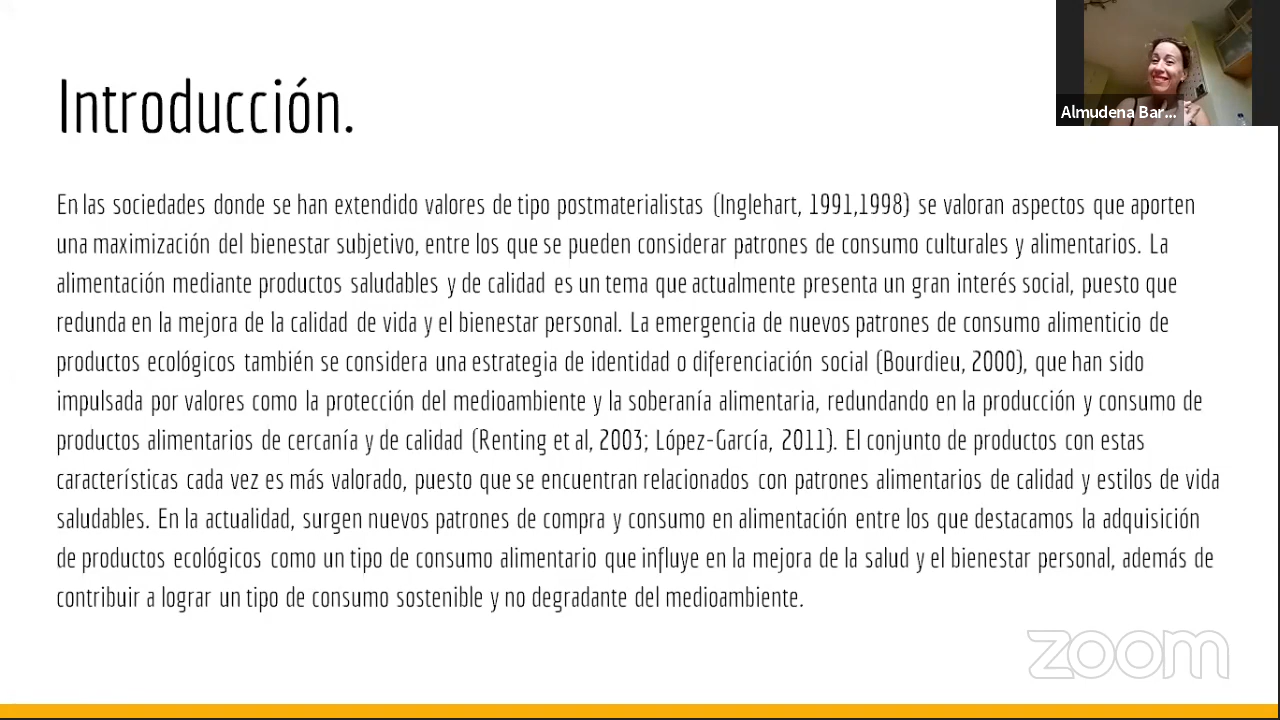 Introducción.
Almudena Bar...
En las sociedades donde se han extendido valores de tipo postmaterialistas (Inglehart, 1991,1998) se valoran aspectos que aporten
una maximización del bienestar subjetivo, entre los que se pueden considerar patrones de consumo culturales y alimentarios. La
alimentación mediante productos saludables y de calidad es un tema que actualmente presenta un gran interés social, puesto que
redunda en la mejora de la calidad de vida y el bienestar personal. La emergencia de nuevos patrones de consumo alimenticio de
productos ecológicos también se considera una estrategia de identidad o diferenciación social (Bourdieu, 2000), que han sido
impulsada por valores como la protección del medioambiente y la soberanía alimentaria, redundando en la producción y consumo de
productos alimentarios de cercanía y de calidad (Renting et al, 2003; López-García, 2011). El conjunto de productos con estas
características cada vez es más valorado, puesto que se encuentran relacionados con patrones alimentarios de calidad y estilos de vida
saludables. En la actualidad, surgen nuevos patrones de compra y consumo en alimentación entre los que destacamos la adquisición
de productos ecológicos como un tipo de consumo alimentario que influye en la mejora de la salud y el bienestar personal, además de
contribuir a lograr un tipo de consumo sostenible y no degradante del medioambiente.
zoom